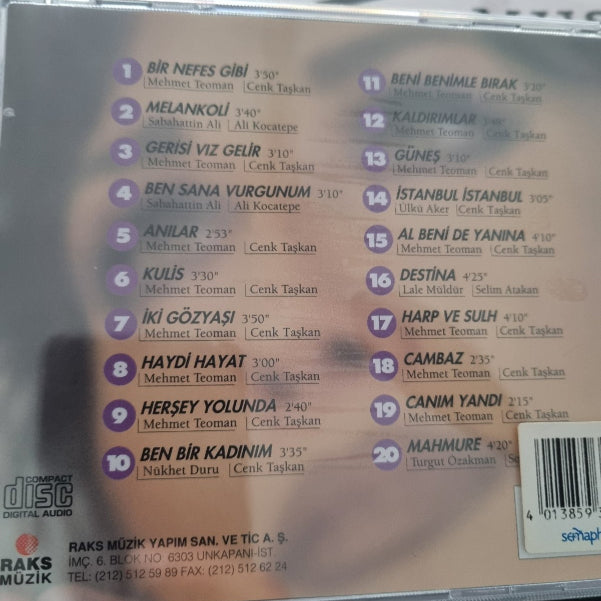 1 BİR NEFES GİBİ 3'50"
Mehmet Teoman Cenk Taşkan
2 MELANKOLİ 3'40"
Sabahattin Ali Ali Kocatepe
3 GERİSİ VIZ GELİR 3'10"
Mehmet Teoman Cenk Taşkan
4 BEN SANA VURGUNUM 3'10"
Sabahattin Ali Ali Kocatepe
5 ANILAR 2'53"
Mehmet Teoman Cenk Taşkan
6 KULİS 3'30"
Mehmet Teoman Cenk Taşkan
7 İKİ GÖZYAŞI 3'50"
Mehmet Teoman Cenk Taşkan
8 HAYDİ HAYAT 3'00"
Mehmet Teoman Cenk Taşkan
9 HERŞEY YOLUNDA 2'40"
Mehmet Teoman Cenk Taşkan
10 BEN BİR KADINIM 3'35"
Nükhet Duru Cenk Taşkan
11 BENİ BENİMLE BIRAK 3'20"
Mehmet Teoman Cenk Taşkan
12 KALDIRIMLAR 3'48"
Mehmet Teoman Cenk Taşkan
13 GÜNEŞ 3'10"
Mehmet Teoman Cenk Taşkan
14 İSTANBUL İSTANBUL 3'05"
Ülkü Aker Cenk Taşkan
15 AL BENİ DE YANINA 4'10"
Mehmet Teoman Cenk Taşkan
16 DESTİNA 4'25"
Lale Müldür Selim Atakan
17 HARP VE SULH 4'10"
Mehmet Teoman Cenk Taşkan
18 CAMBAZ 2'35"
Mehmet Teoman Cenk Taşkan
19 CANIM YANDI 2'15"
Mehmet Teoman Cenk Taşkan
20 MAHMURE 4'20"
Turgut Özakman
COMPACT
disc
DIGITAL AUDIO
RAKS
MÜZİK
RAKS MÜZİK YAPIM SAN. VE TİC A. Ş.
İMÇ. 6. BLOK NO 6303 UNKAPANI-İST.
TEL: (212) 512 59 89 FAX: (212) 512 62 24
4 013859